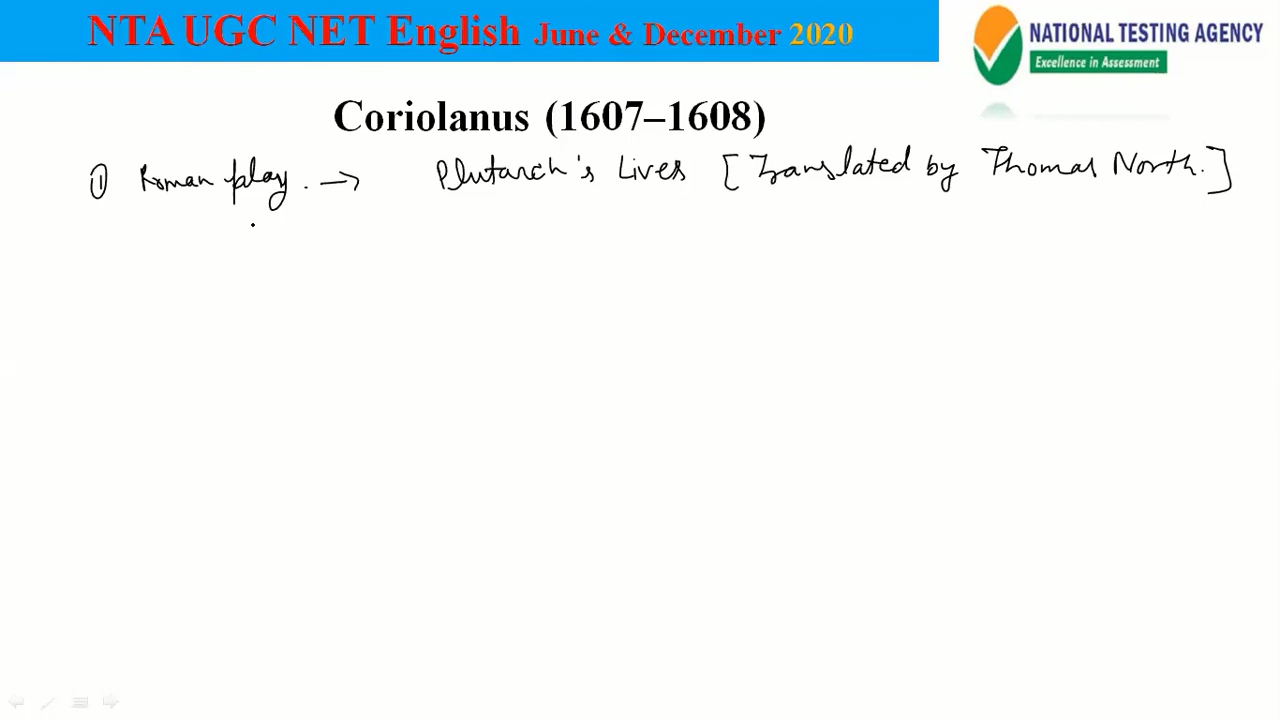 NTA UGC NET English June & December 2020
NATIONAL TESTING AGENCY
Excellence in Assessment
Coriolanus (1607–1608)
① Roman play. → Plutarch's Lives [Translated by Thomas North.]